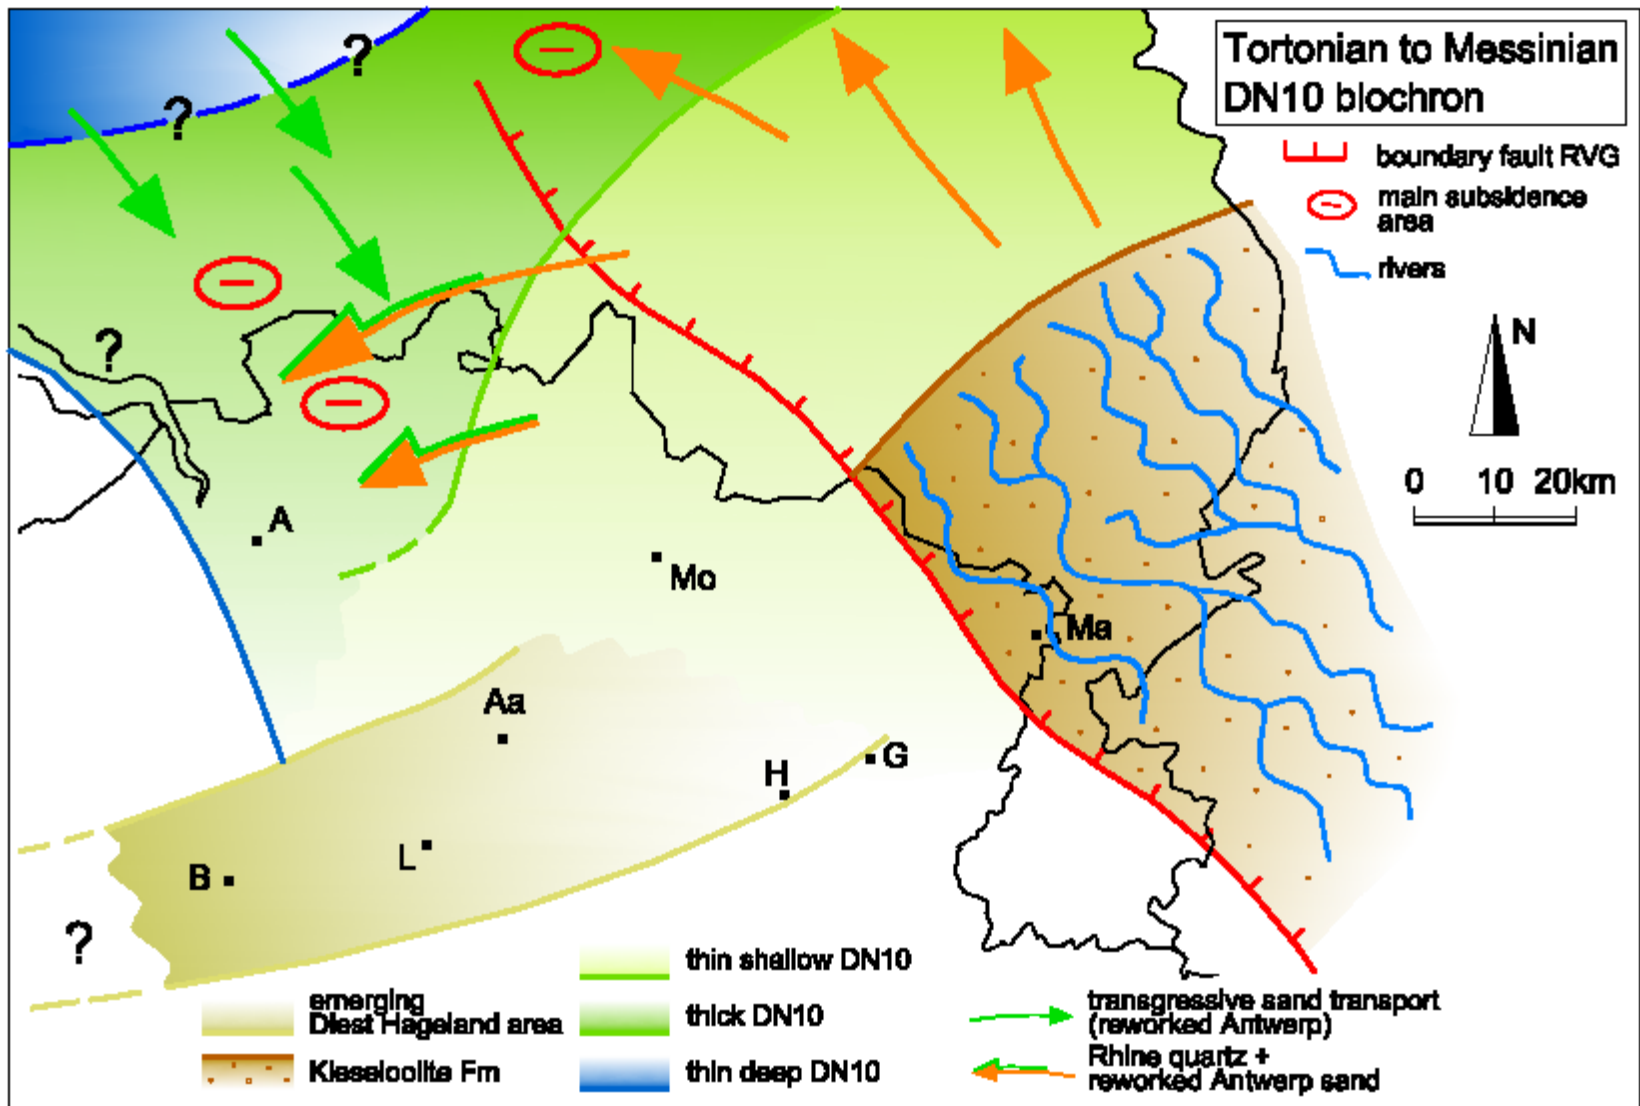 Tortonian to Messinian
DN10 biochron
boundary fault RVG
main subsidence
area
rivers
N
0 10 20km
?
?
?
A
Mo
Ma
Aa
G
H
L
B
?
emerging
Diest Hageland area
Kieseloolite Fm
thin shallow DN10
thick DN10
thin deep DN10
transgressive sand transport
(reworked Antwerp)
Rhine quartz +
reworked Antwerp sand